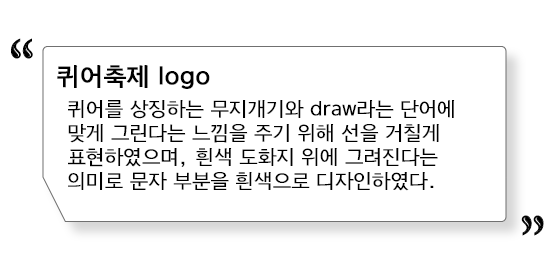 퀴어축제 logo
퀴어를 상징하는 무지개기와 draw라는 단어에
맞게 그린다는 느낌을 주기 위해 선을 거칠게
표현하였으며, 흰색 도화지 위에 그려진다는
의미로 문자 부분을 흰색으로 디자인하였다.